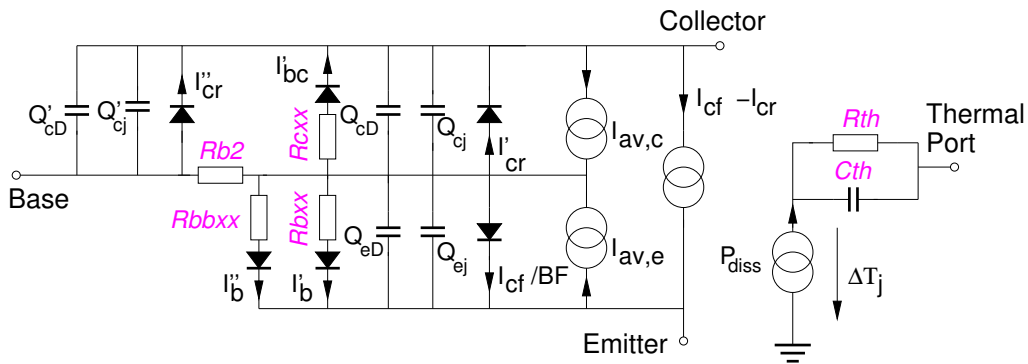 Collector
Q'cD
Q'cj
I''cr
I'bc
Rcxx
QcD
Qcj
I'cr
Iav,c
Icf −Icr
Thermal
Port
Rth
Cth
Base
Rb2
Rbbxx
Rbxx
QeD
Qej
Iav,e
Pdiss
ΔTj
I''b
I'b
Icf /BF
Emitter